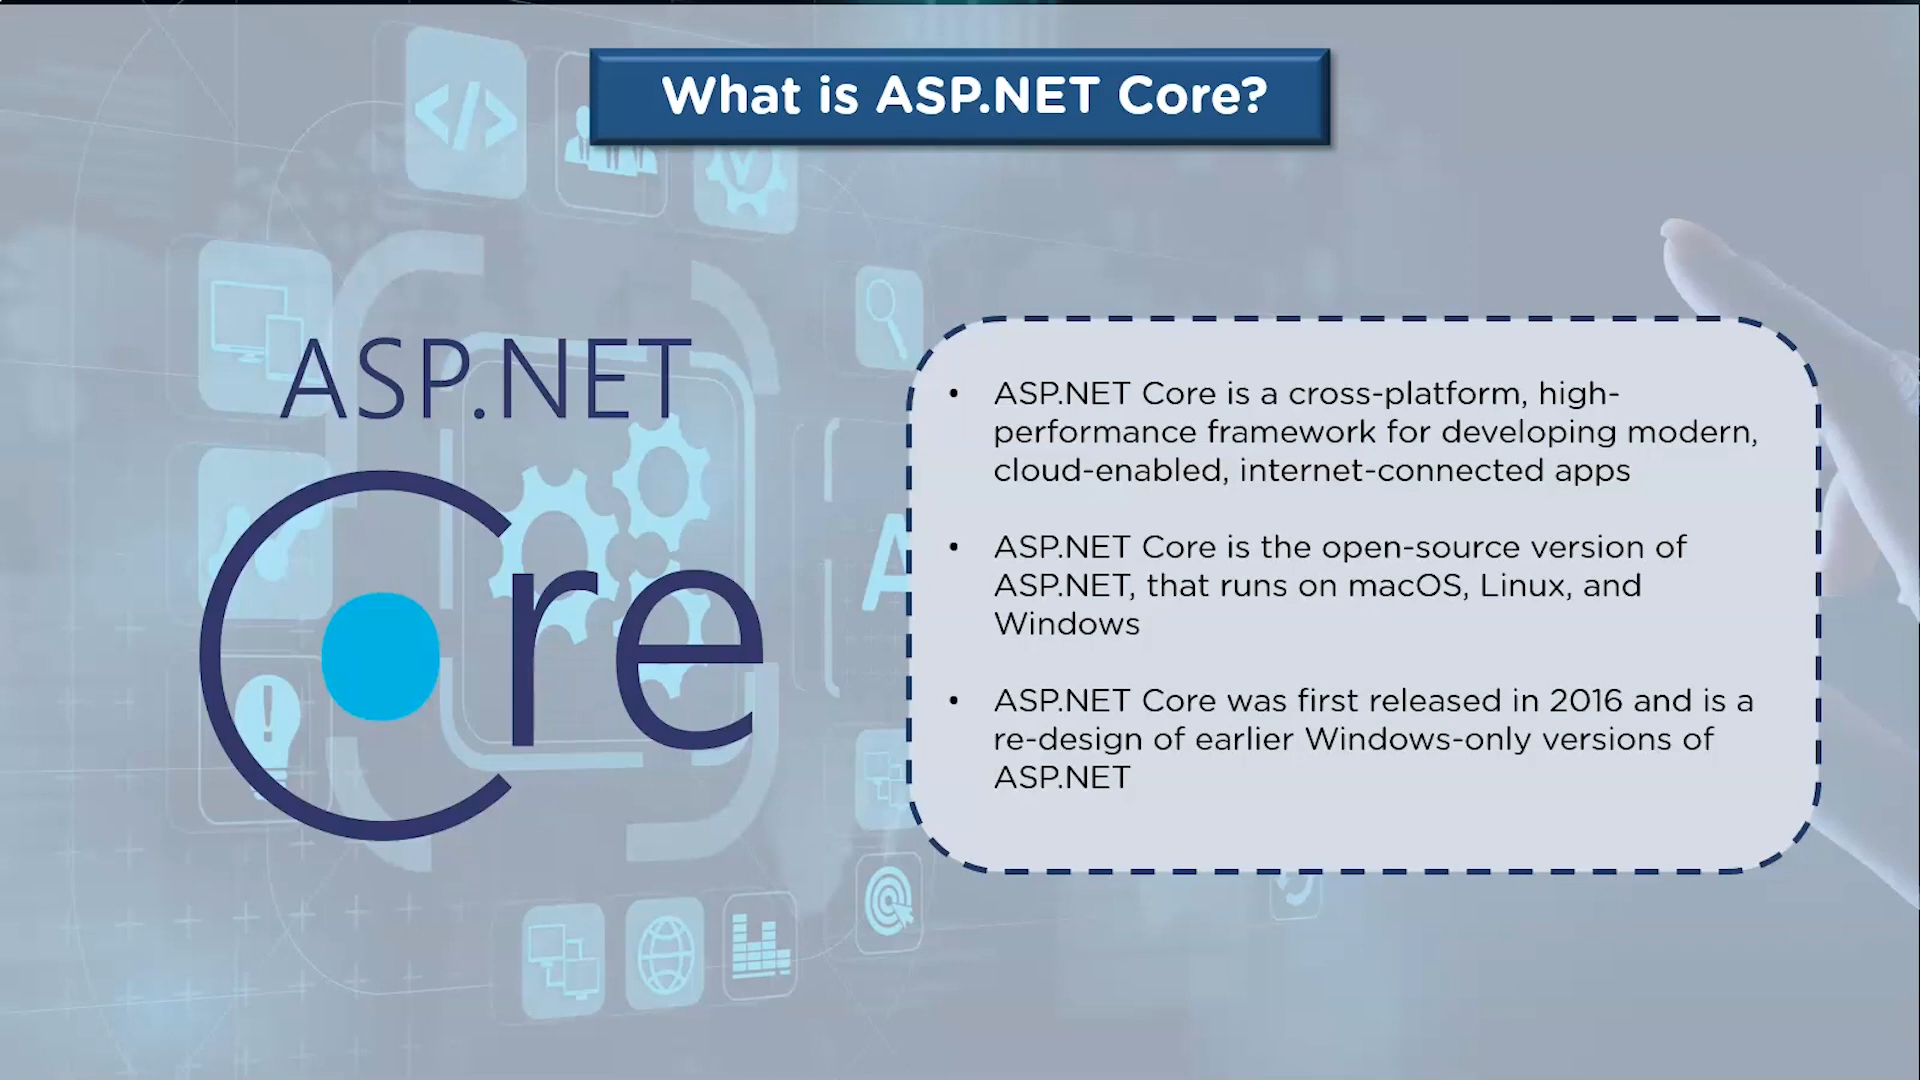 What is ASP.NET Core?
ASP.NET
Core
• ASP.NET Core is a cross-platform, high-
performance framework for developing modern,
cloud-enabled, internet-connected apps
• ASP.NET Core is the open-source version of
ASP.NET, that runs on macOS, Linux, and
Windows
• ASP.NET Core was first released in 2016 and is a
re-design of earlier Windows-only versions of
ASP.NET